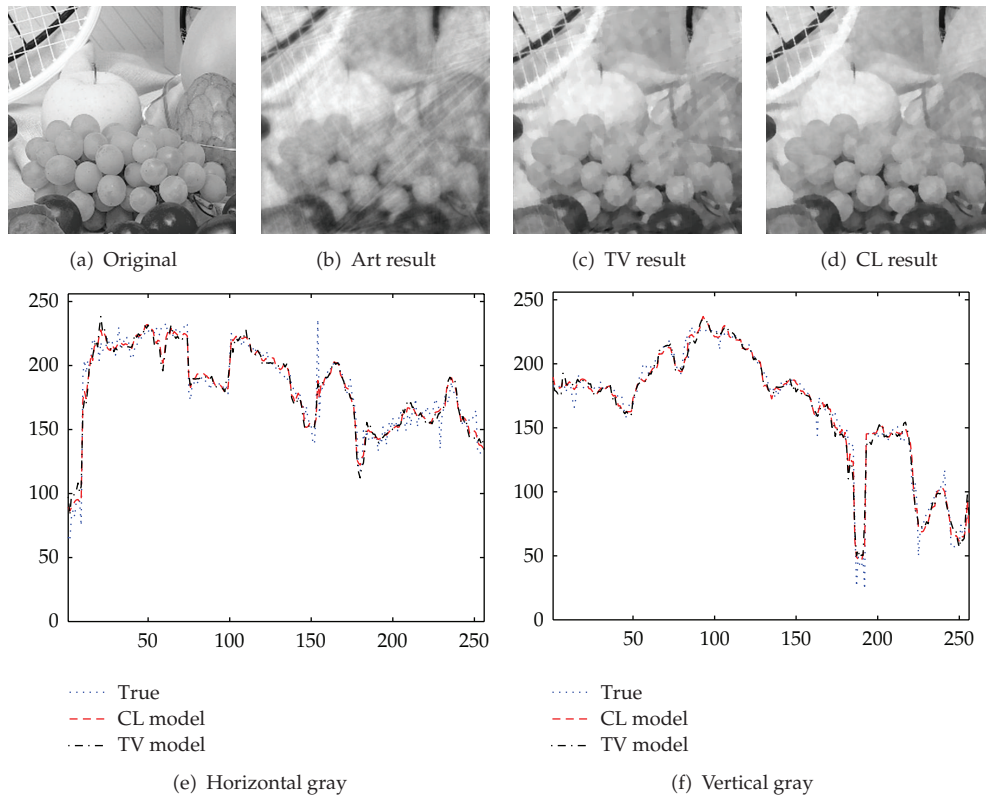 (a) Original
(b) Art result
(c) TV result
(d) CL result
250
200
150
100
50
0
50
100
150
200
250
True
CL model
TV model
(e) Horizontal gray
250
200
150
100
50
0
50
100
150
200
250
True
CL model
TV model
(f) Vertical gray